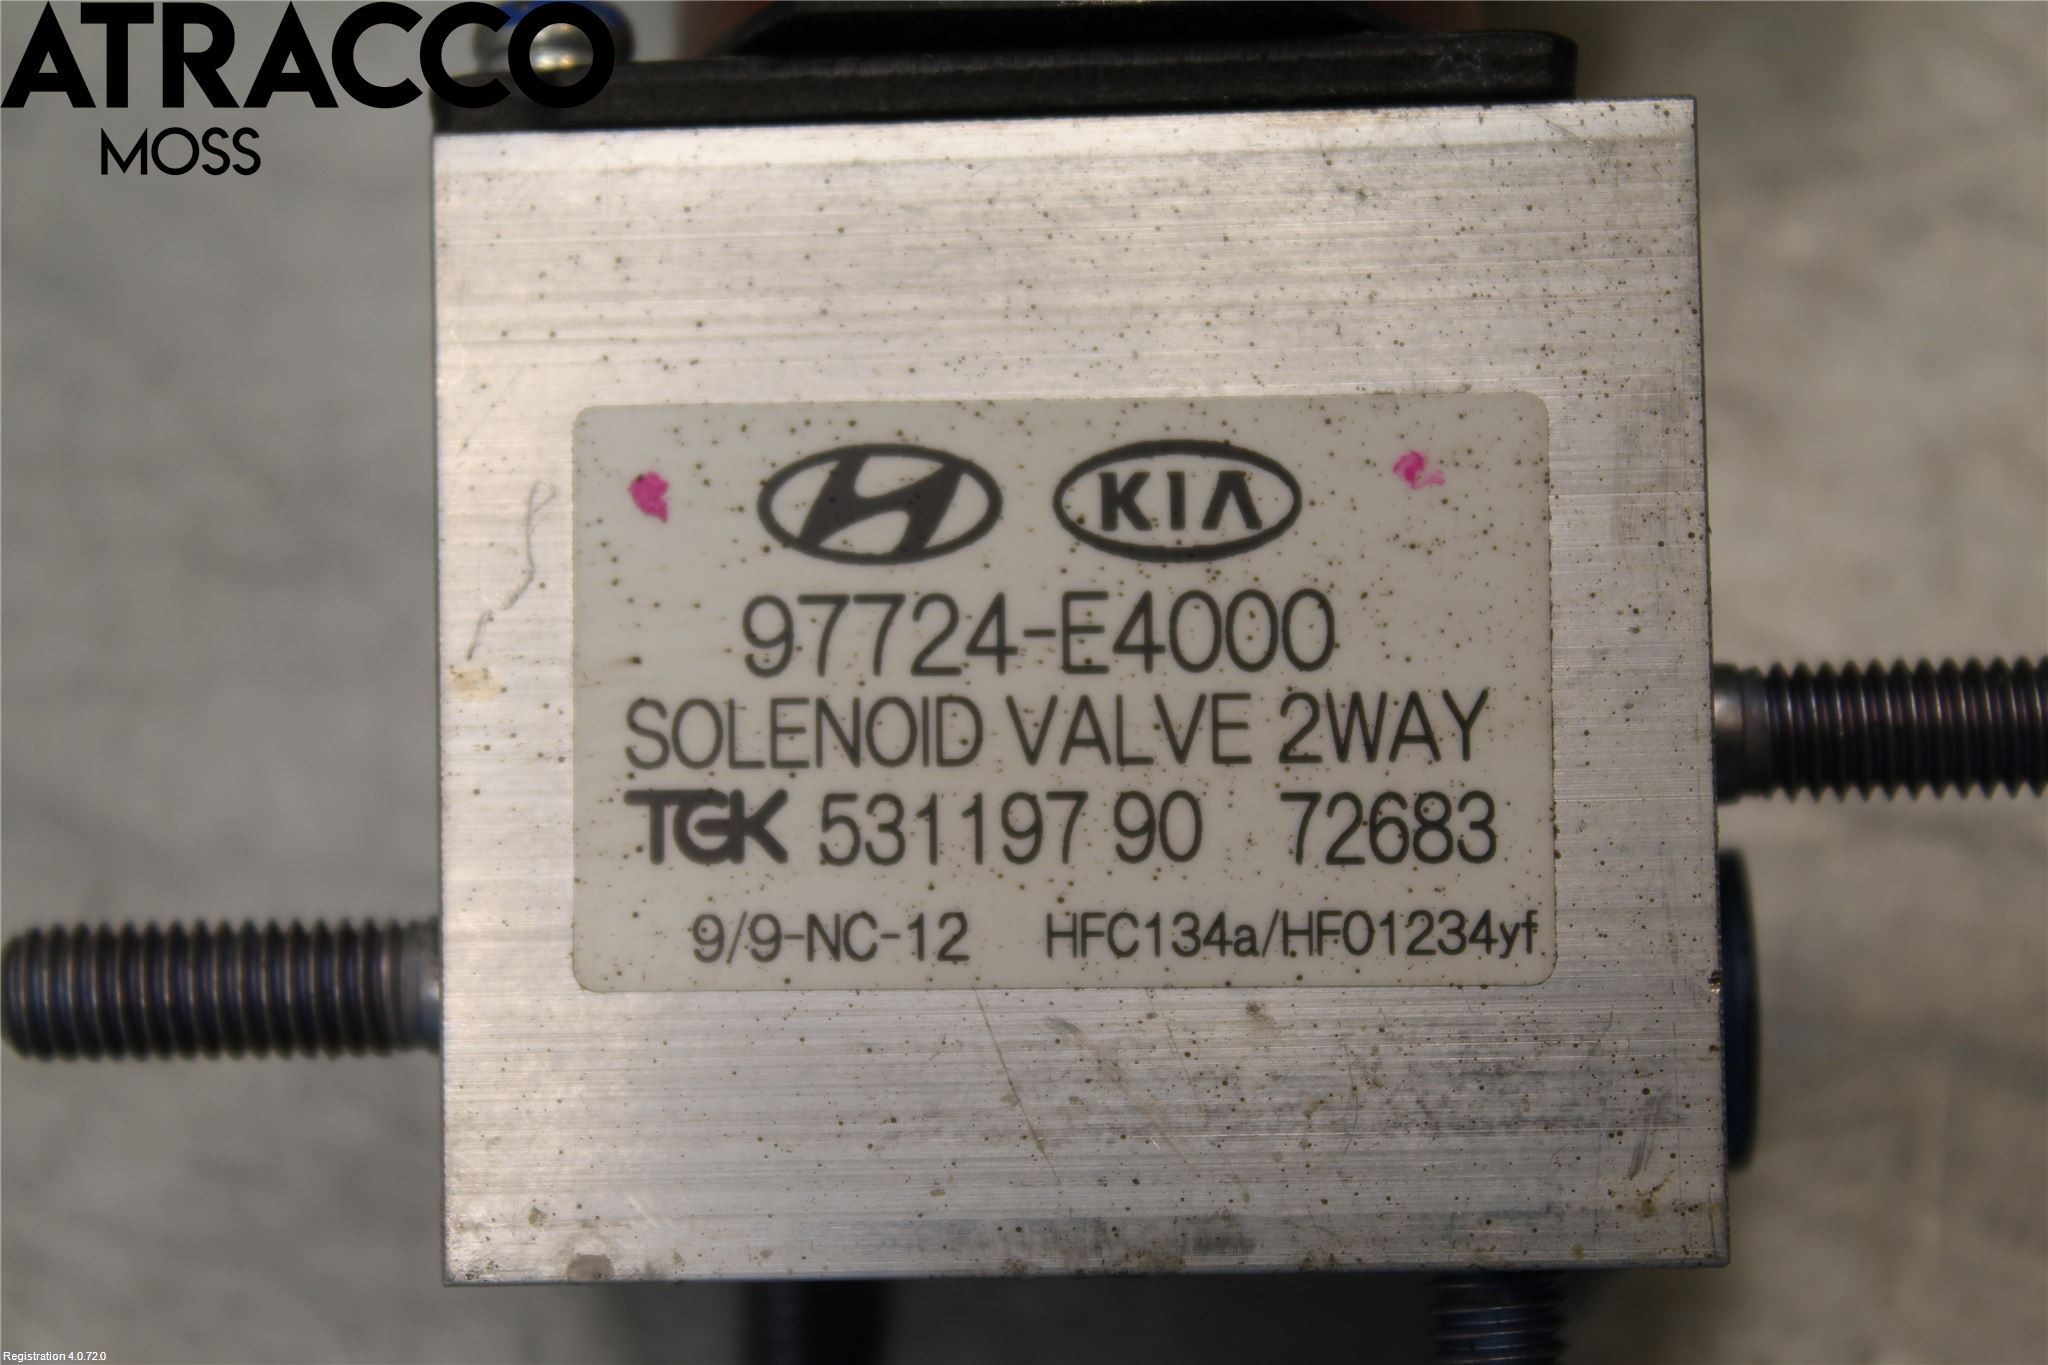 ATRACCO
MOSS
KIA
97724-E4000
SOLENOID VALVE 2WAY
TGK 531197 90 72683
9/9-NC-12 HFC134a/HFO1234yf
Registration 4.0.72.0